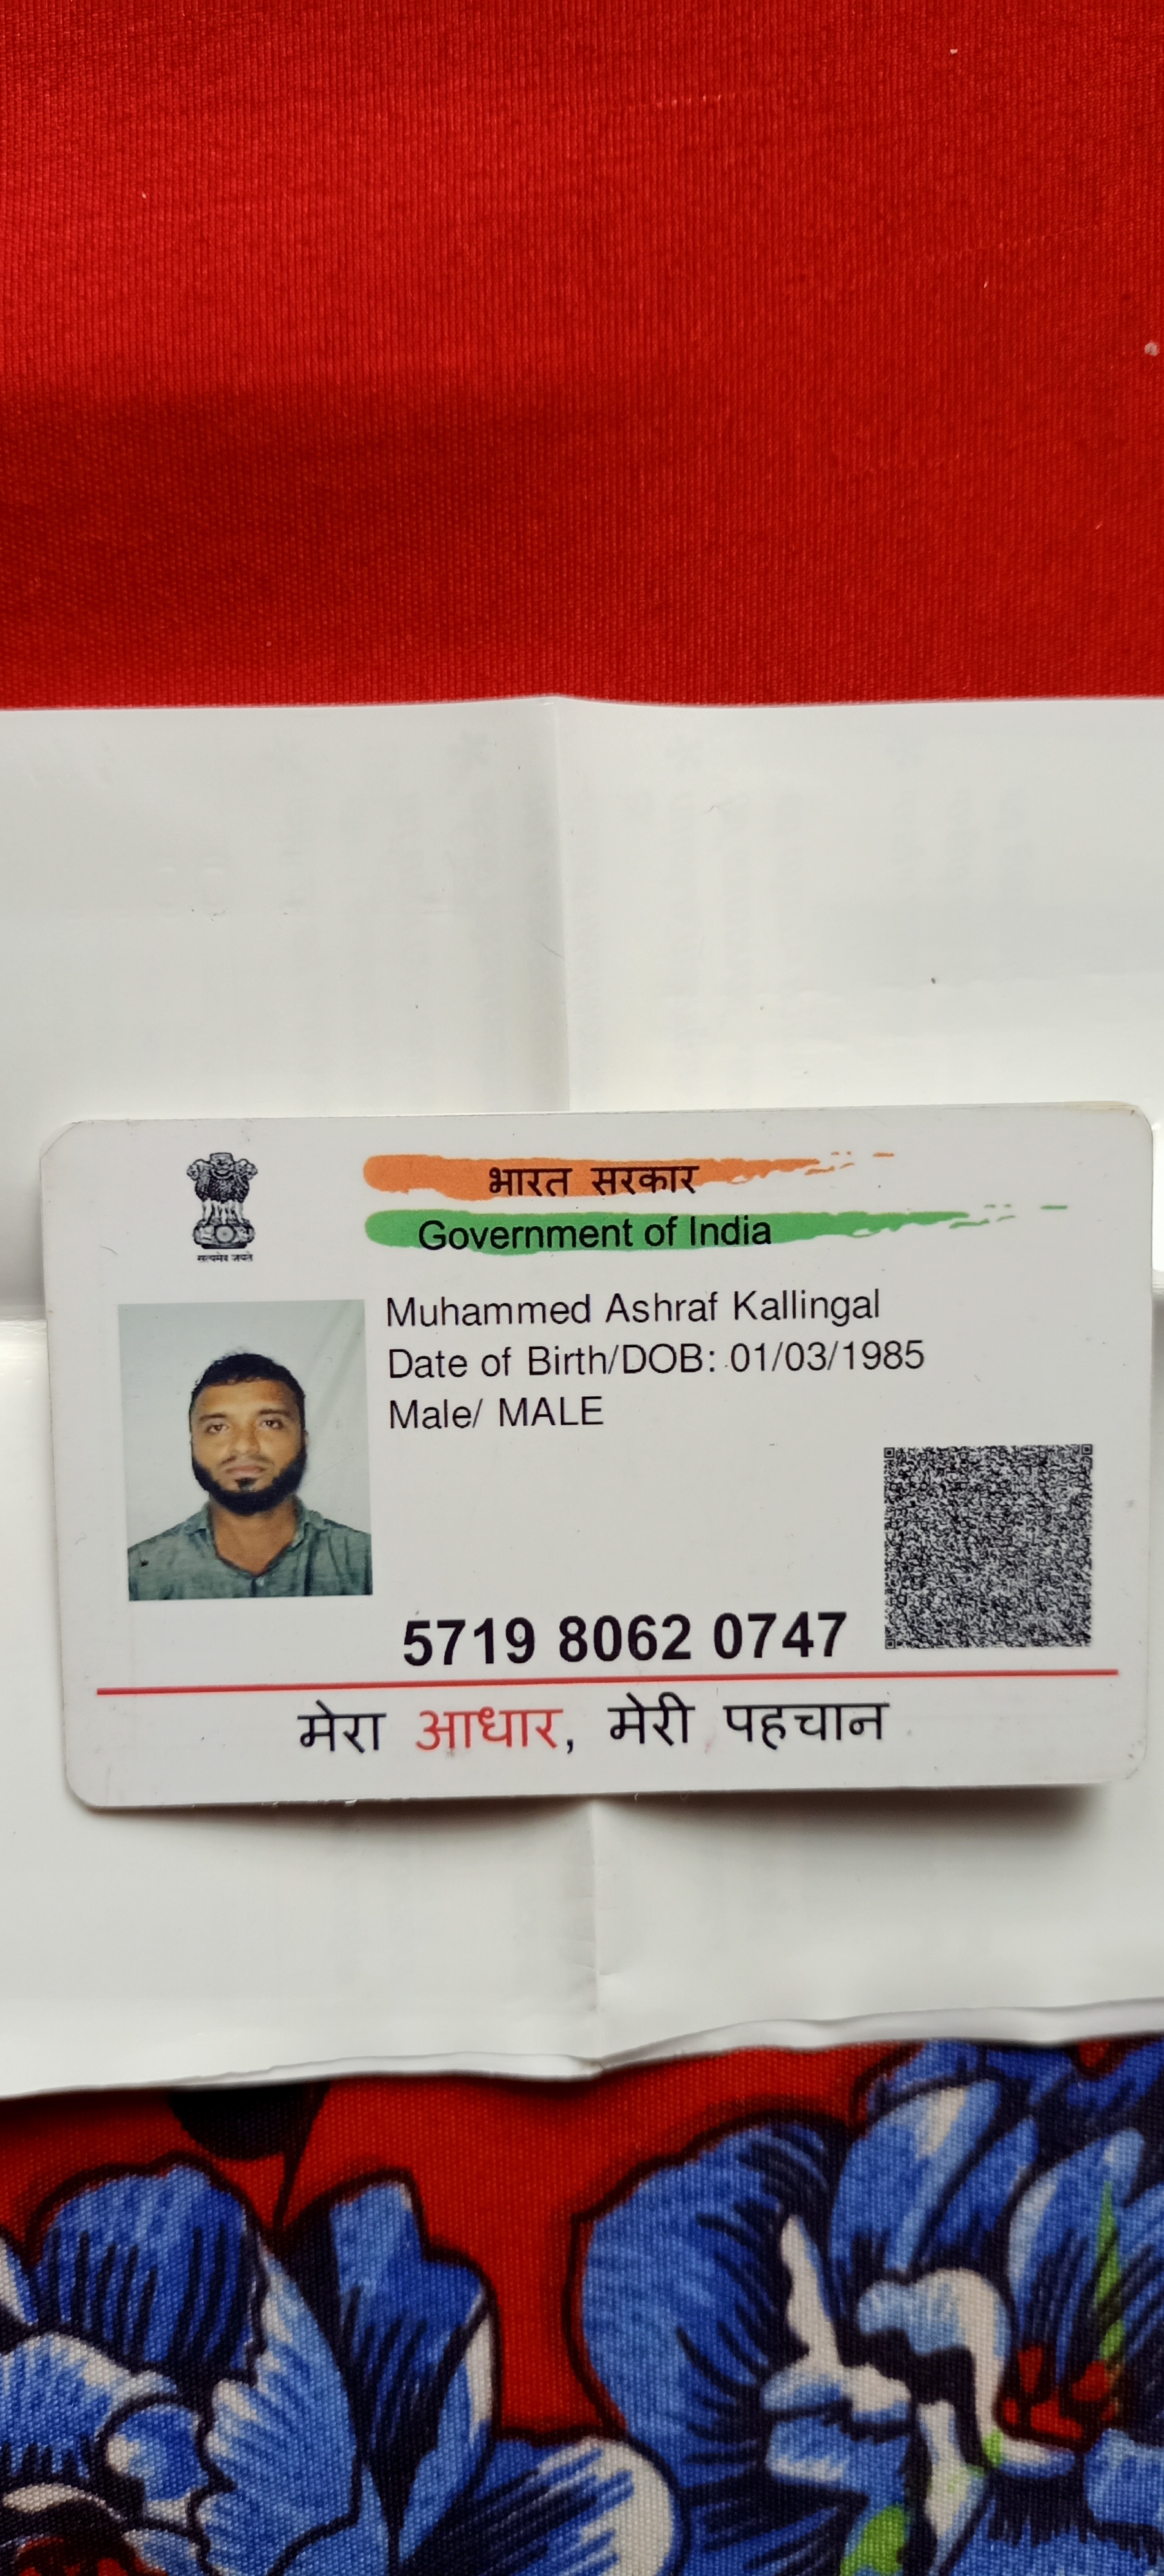 सत्यमेव जयते
भारत सरकार
Government of India
Muhammed Ashraf Kallingal
Date of Birth/DOB: 01/03/1985
Male/ MALE
5719 8062 0747
मेरा आधार, मेरी पहचान